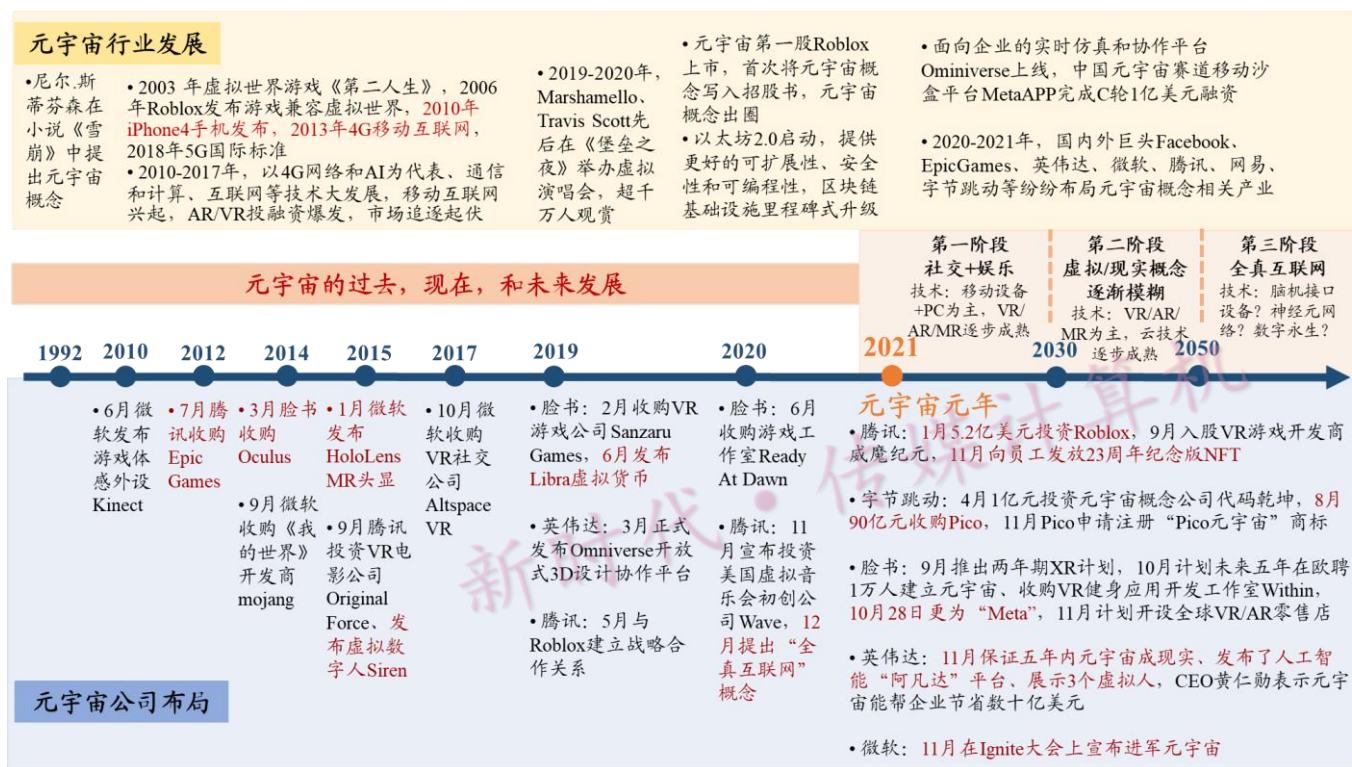 元宇宙行业发展
•尼尔.斯
蒂芬森在
小说《雪
崩》中提
出元宇宙
概念
• 2003 年虚拟世界游戏《第二人生》，2006
年Roblox发布游戏兼容虚拟世界，2010年
iPhone4手机发布，2013年4G移动互联网，
2018年5G国际标准
• 2010-2017年，以4G网络和AI为代表、通信
和计算、互联网等技术大发展，移动互联网
兴起，AR/VR投融资爆发，市场追逐起伏
• 2019-2020年，
Marshamello、
Travis Scott先
后在《堡垒之
夜》举办虚拟
演唱会，超千
万人观赏
• 元宇宙第一股Roblox
上市，首次将元宇宙概
念写入招股书，元宇宙
概念出圈
• 以太坊2.0启动，提供
更好的可扩展性、安全
性和可编程性，区块链
基础设施里程碑式升级
• 面向企业的实时仿真和协作平台
Ominiverse上线，中国元宇宙赛道移动沙
盒平台MetaAPP完成C轮1亿美元融资
• 2020-2021年，国内外巨头Facebook、
EpicGames、英伟达、微软、腾讯、网易、
字节跳动等纷纷布局元宇宙概念相关产业
元宇宙的过去，现在，和未来发展
第一阶段
社交+娱乐
技术：移动设备
+PC为主，VR/
AR/MR逐步成熟
第二阶段
虚拟/现实概念
逐渐模糊
技术：VR/AR/
MR为主，云技术
逐步成熟
第三阶段
全真互联网
技术：脑机接口
设备？神经元网
络？数字永生？
1992 2010 2012 2014 2015 2017 2019 2020 2021 2030 2050
• 6月微
软发布
游戏体
感外设
Kinect
• 7月腾
讯收购
Epic
Games
• 3月脸书
收购
Oculus
• 9月微软
收购《我
的世界》
开发商
mojang
• 1月微软
发布
HoloLens
MR头显
• 9月腾讯
投资VR电
影公司
Original
Force、发
布虚拟数
字人Siren
• 10月微
软收购
VR社交
公司
Altspace
VR
• 脸书：2月收购VR
游戏公司Sanzaru
Games，6月发布
Libra虚拟货币
• 英伟达：3月正式
发布Omniverse开放
式3D设计协作平台
• 腾讯：5月与
Roblox建立战略合
作关系
• 脸书：6月
收购游戏工
作室Ready
At Dawn
• 腾讯：11
月宣布投资
美国虚拟音
乐会初创公
司Wave，12
月提出“全
真互联网”
概念
元宇宙元年
• 腾讯：1月5.2亿美元投资Roblox，9月入股VR游戏开发商
威魔纪元，11月向员工发放23周年纪念版NFT
• 字节跳动：4月1亿元投资元宇宙概念公司代码乾坤，8月
90亿元收购Pico，11月Pico申请注册“Pico元宇宙”商标
• 脸书：9月推出两年期XR计划，10月计划未来五年在欧聘
1万人建立元宇宙、收购VR健身应用开发工作室Within，
10月28日更为“Meta”，11月计划开设全球VR/AR零售店
• 英伟达：11月保证五年内元宇宙成现实、发布了人工智
能“阿凡达”平台、展示3个虚拟人，CEO黄仁勋表示元宇
宙能帮企业节省数十亿美元
• 微软：11月在Ignite大会上宣布进军元宇宙
元宇宙公司布局
新时代•传媒计算机